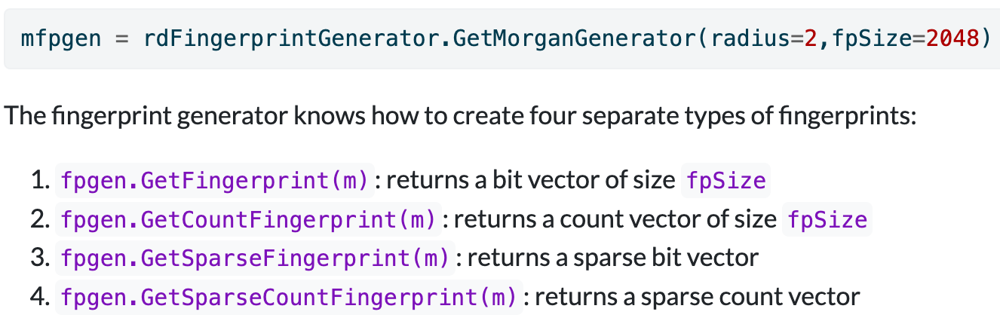 mfpgen = rdFingerprintGenerator.GetMorganGenerator(radius=2,fpSize=2048)
The fingerprint generator knows how to create four separate types of fingerprints:
1. fpgen.GetFingerprint(m) : returns a bit vector of size fpSize
2. fpgen.GetCountFingerprint(m) : returns a count vector of size fpSize
3. fpgen.GetSparseFingerprint(m) : returns a sparse bit vector
4. fpgen.GetSparseCountFingerprint(m) : returns a sparse count vector